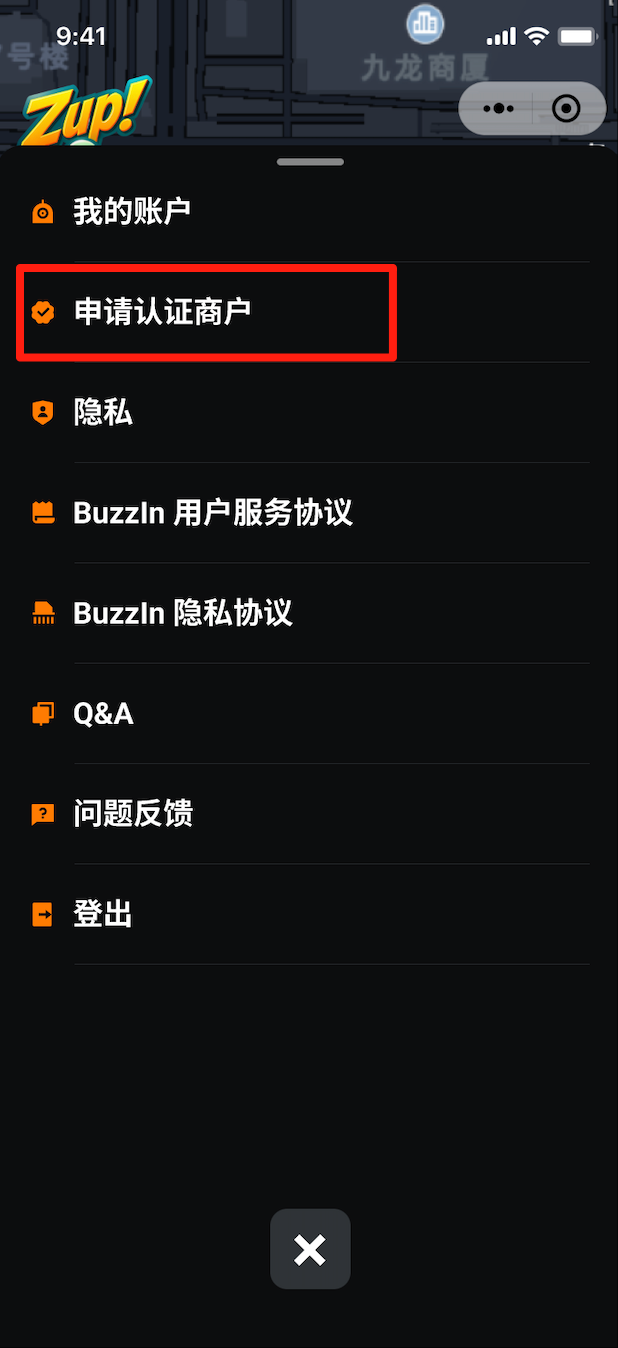 9:41
号楼
九龙商厦
Zup!
我的账户
申请认证商户
隐私
BuzzIn 用户服务协议
BuzzIn 隐私协议
Q&A
问题反馈
登出